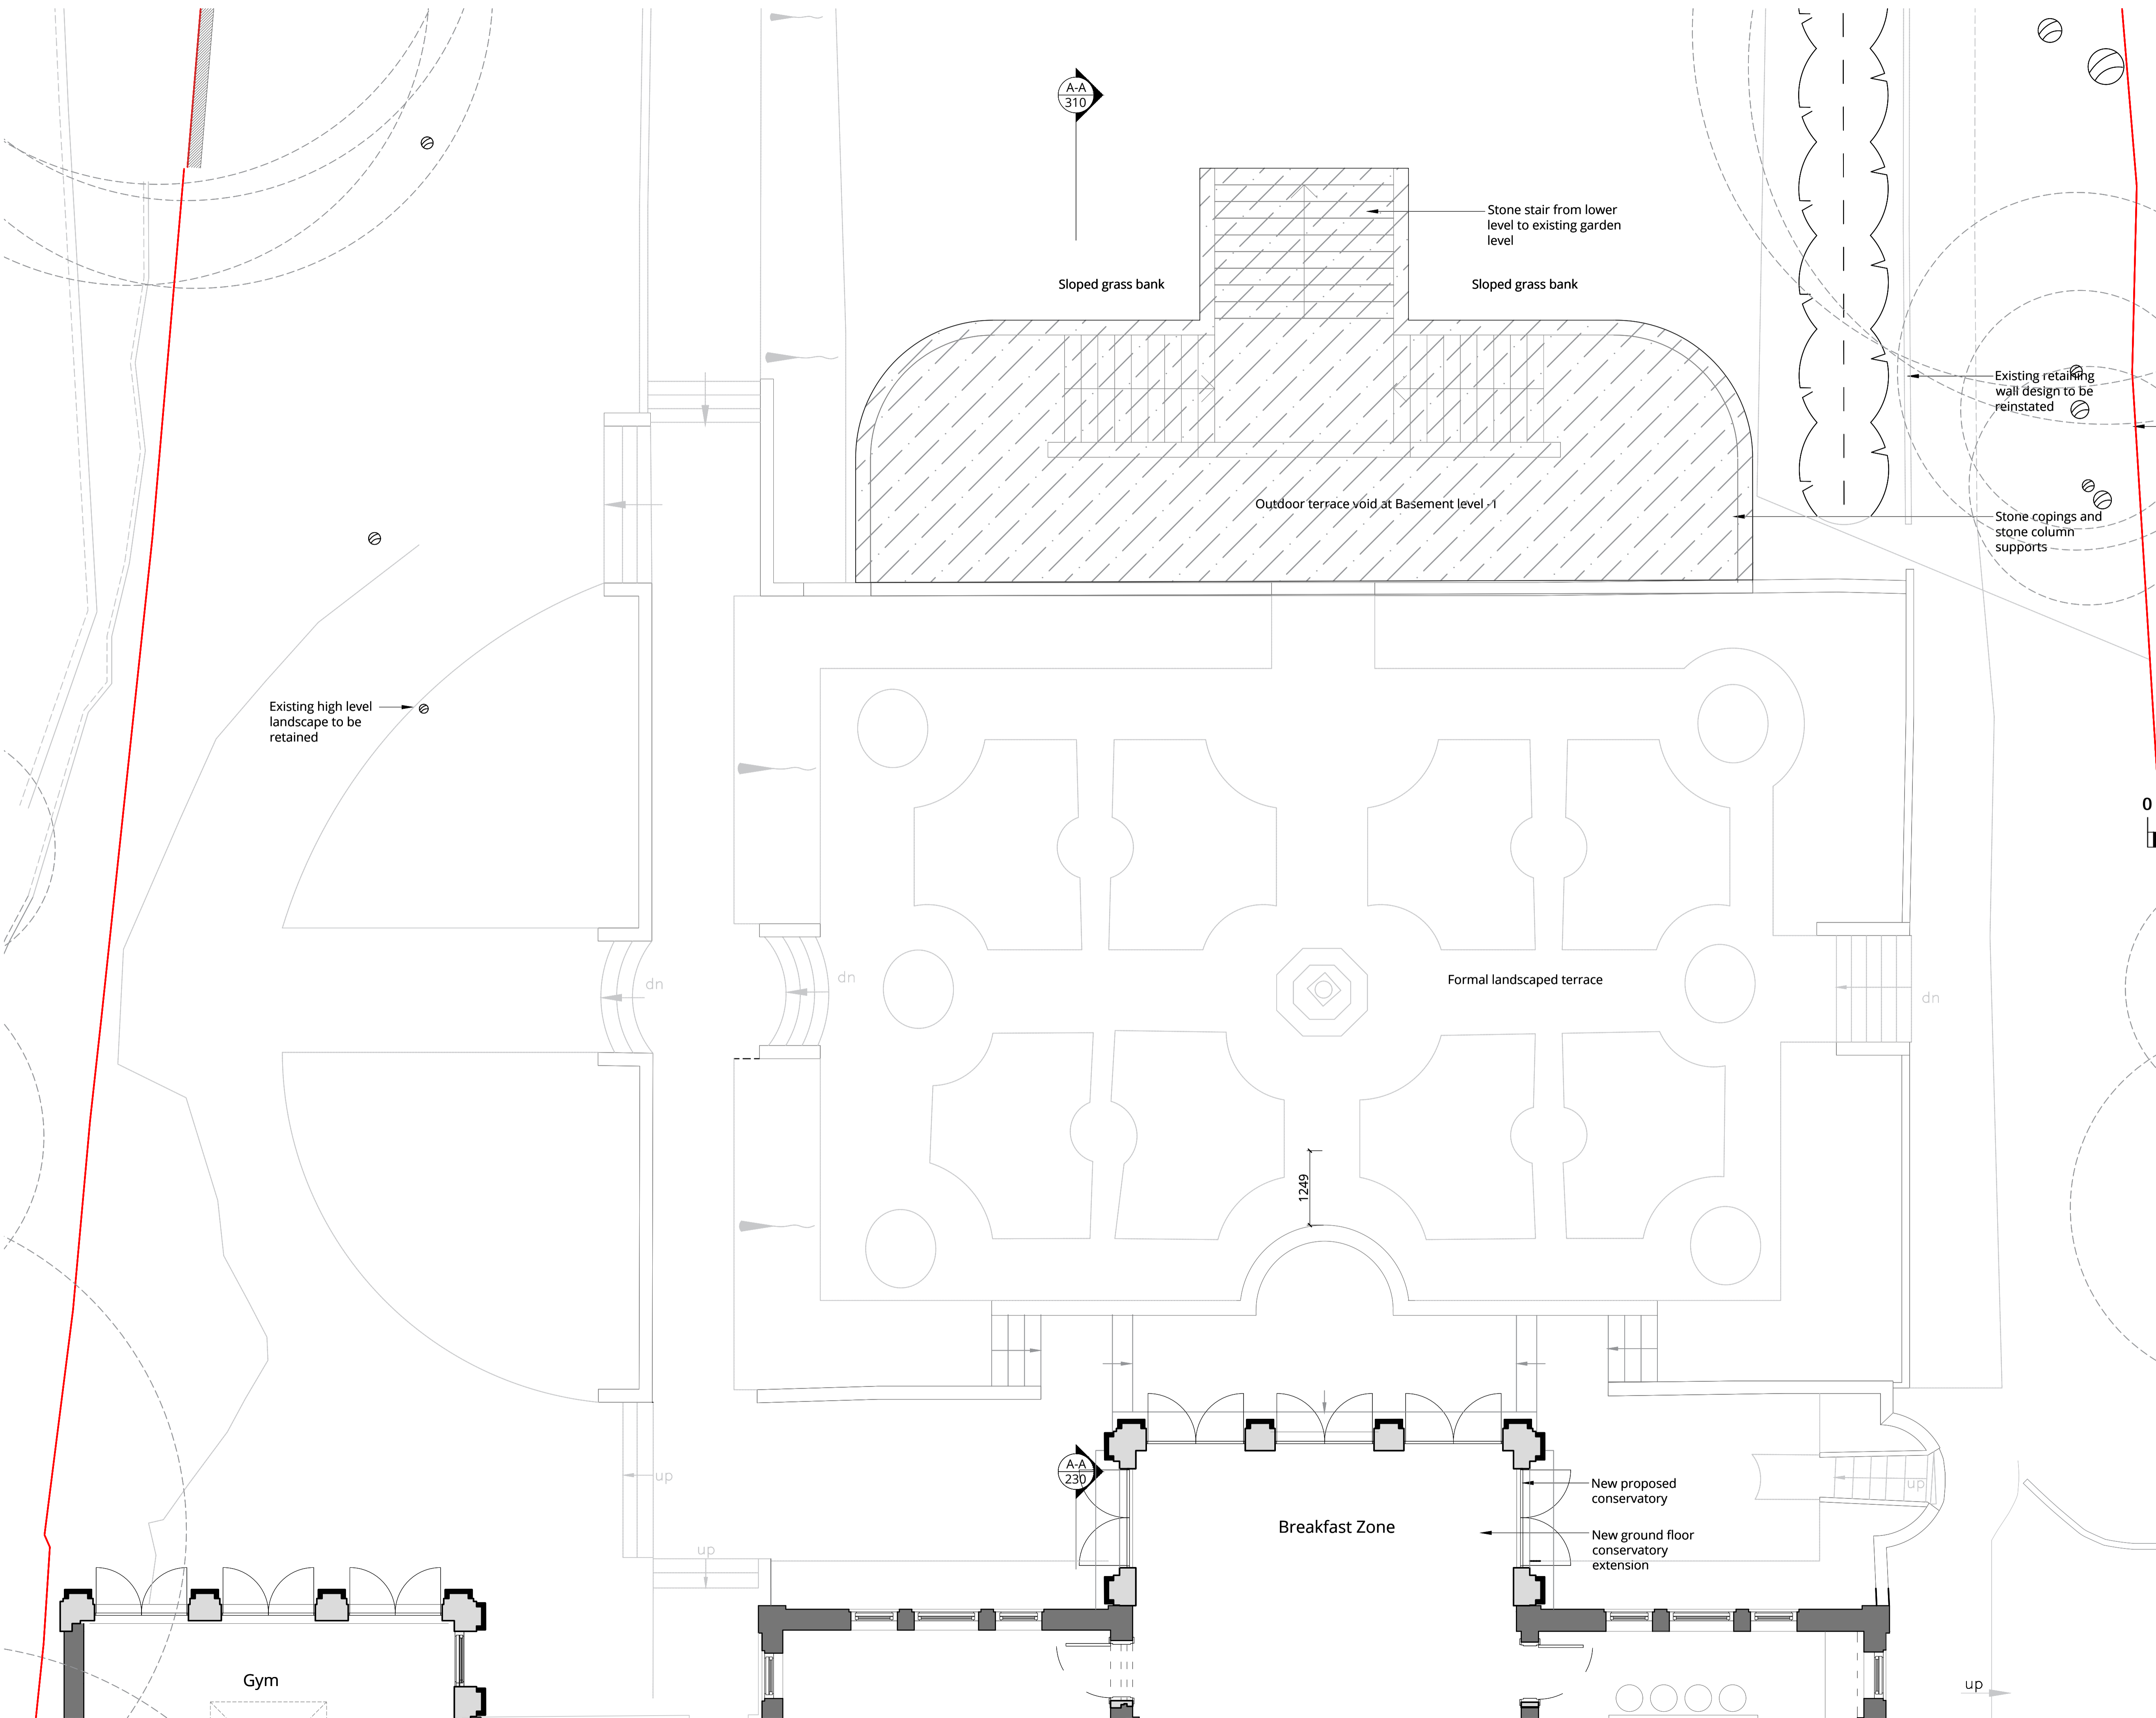 A-A
310
Stone stair from lower
level to existing garden
level
Sloped grass bank
Sloped grass bank
Existing retaining
wall design to be
reinstated
Outdoor terrace void at Basement level -1
Stone copings and
stone column
supports
Existing high level
landscape to be
retained
0
dn
dn
Formal landscaped terrace
dn
1249
A-A
230
up
up
New proposed
conservatory
up
Breakfast Zone
New ground floor
conservatory
extension
Gym
up